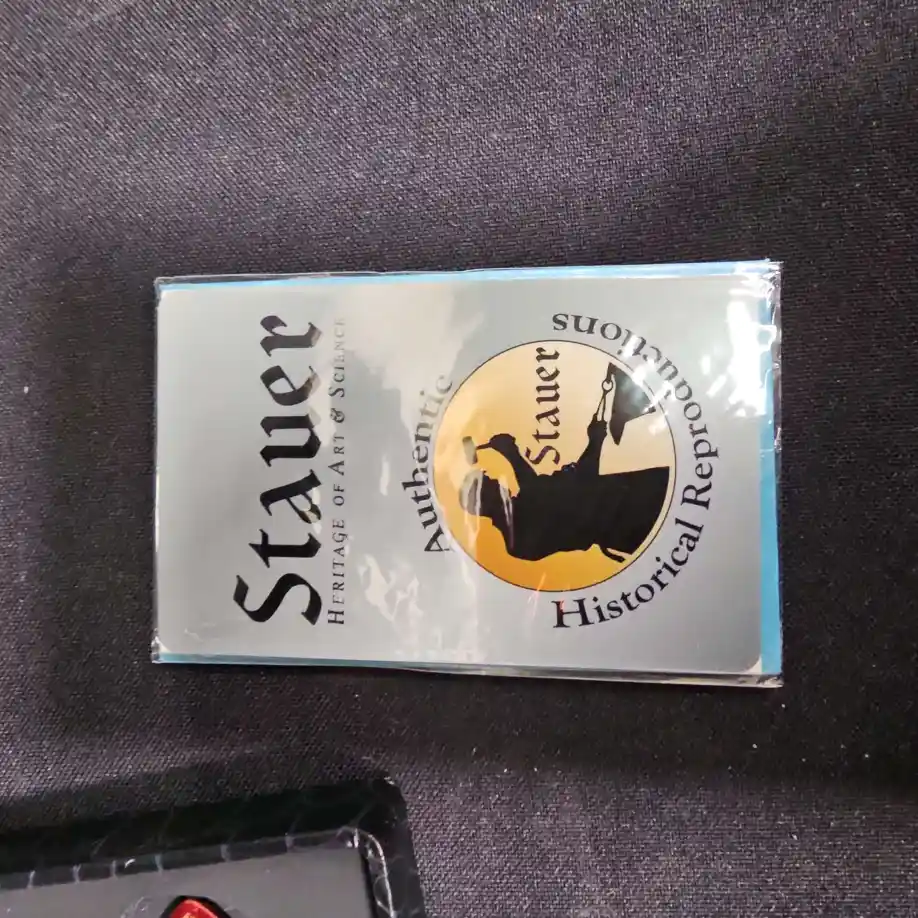 Stauer
HERITAGE OF ART & SCIENCE
Authentic
Stauer
Historical Reproductions